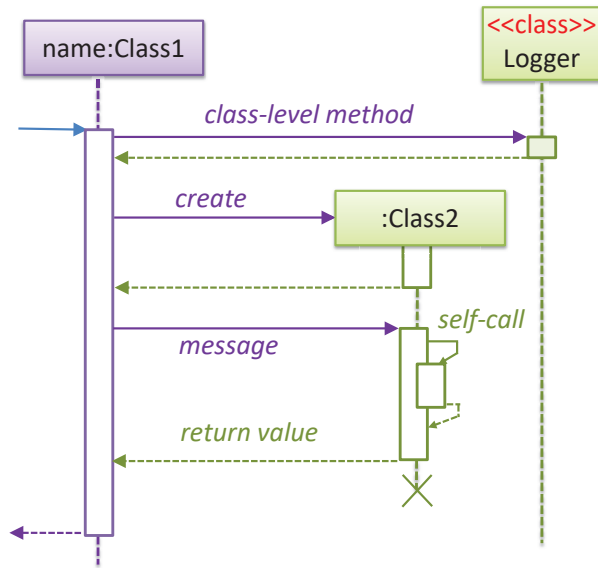 <<class>>
Logger
name:Class1
class-level method
create
:Class2
self-call
message
return value